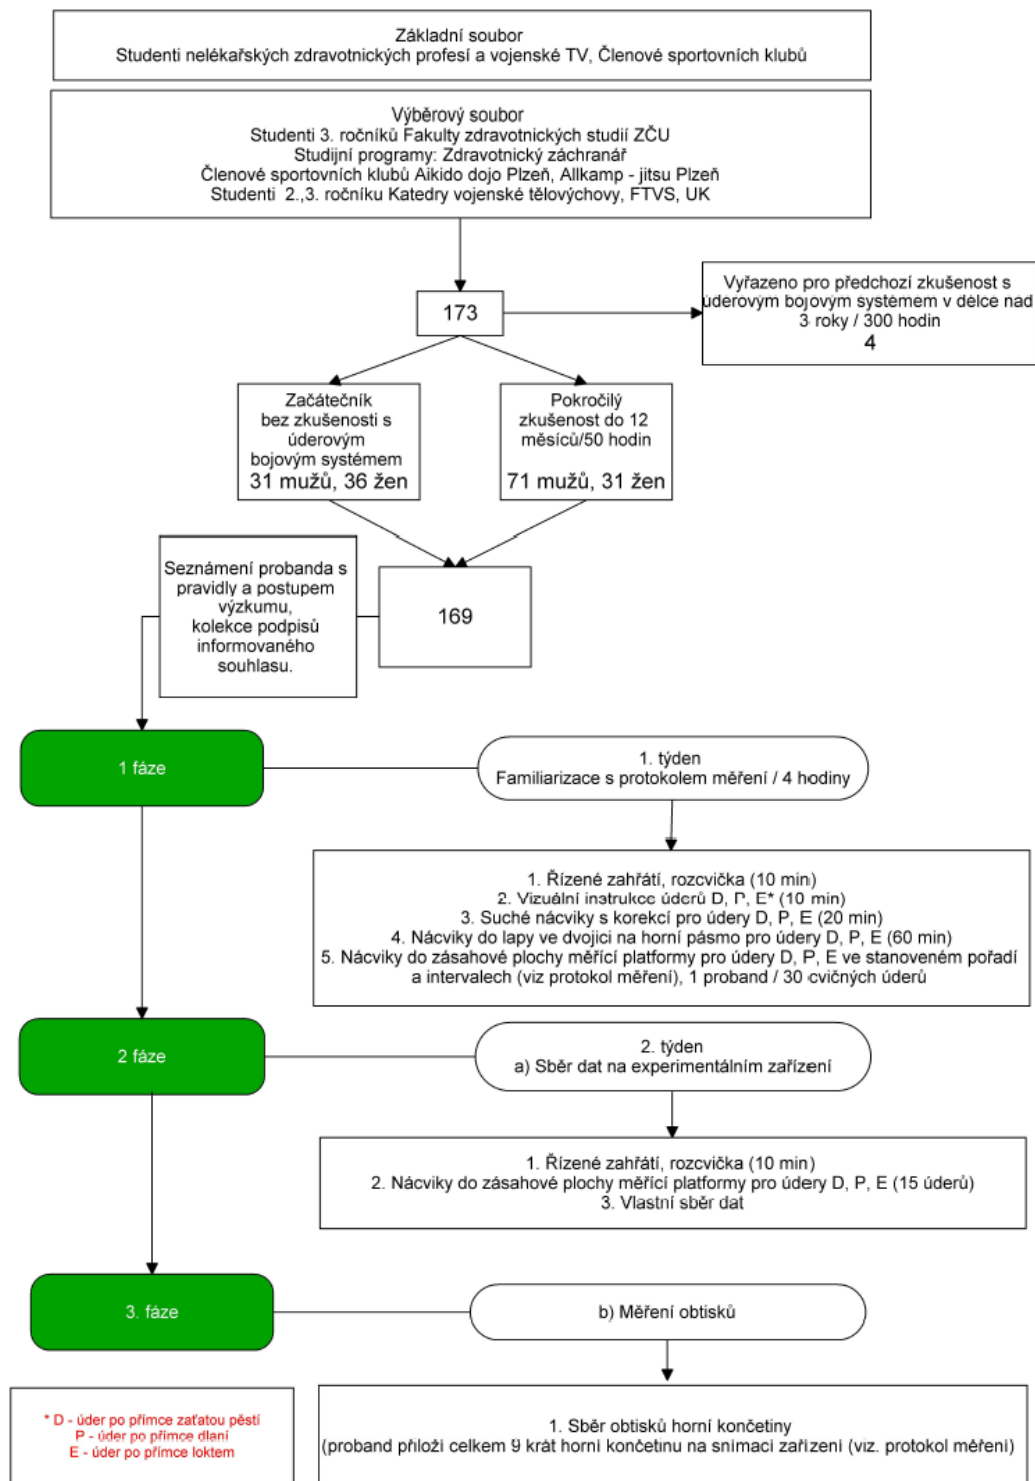 Základní soubor
Studenti nelékařských zdravotnických profesí a vojenské TV, Členové sportovních klubů
Výběrový soubor
Studenti 3. ročníků Fakulty zdravotnických studií ZČU
Studijní programy: Zdravotnický záchranář
Členové sportovních klubů Aikido dojo Plzeň, Allkamp - jitsu Plzeň
Studenti 2.,3. ročníku Katedry vojenské tělovýchovy, FTVS, UK
173
Vyřazeno pro předchozí zkušenost s
úderovým bojovým systémem v délce nad
3 roky / 300 hodin
4
Začátečník
bez zkušenosti s
úderovým
bojovým systémem
31 mužů, 36 žen
Pokročilý
zkušenost do 12
měsíců/50 hodin
71 mužů, 31 žen
Seznámení probanda s
pravidly a postupem
výzkumu,
kolekce podpisů
informovaného
souhlasu.
169
1 fáze
1. týden
Familiarizace s protokolem měření / 4 hodiny
1. Řízené zahřátí, rozcvička (10 min)
2. Vizuální instrukce úderů D, P, E* (10 min)
3. Suché nácviky s korekcí pro údery D, P, E (20 min)
4. Nácviky do lapy ve dvojici na horní pásmo pro údery D, P, E (60 min)
5. Nácviky do zásahové plochy měřící platformy pro údery D, P, E ve stanoveném pořadí
a intervalech (viz protokol měření), 1 proband / 30 cvičných úderů
2 fáze
2. týden
a) Sběr dat na experimentálním zařízení
1. Řízené zahřátí, rozcvička (10 min)
2. Nácviky do zásahové plochy měřící platformy pro údery D, P, E (15 úderů)
3. Vlastní sběr dat
3. fáze
b) Měření obtisků
* D - úder po přímce zaťatou pěstí
P - úder po přímce dlaní
E - úder po přímce loktem
1. Sběr obtisků horní končetiny
(proband přiloží celkem 9 krát horní končetinu na snímací zařízení (viz. protokol měření)